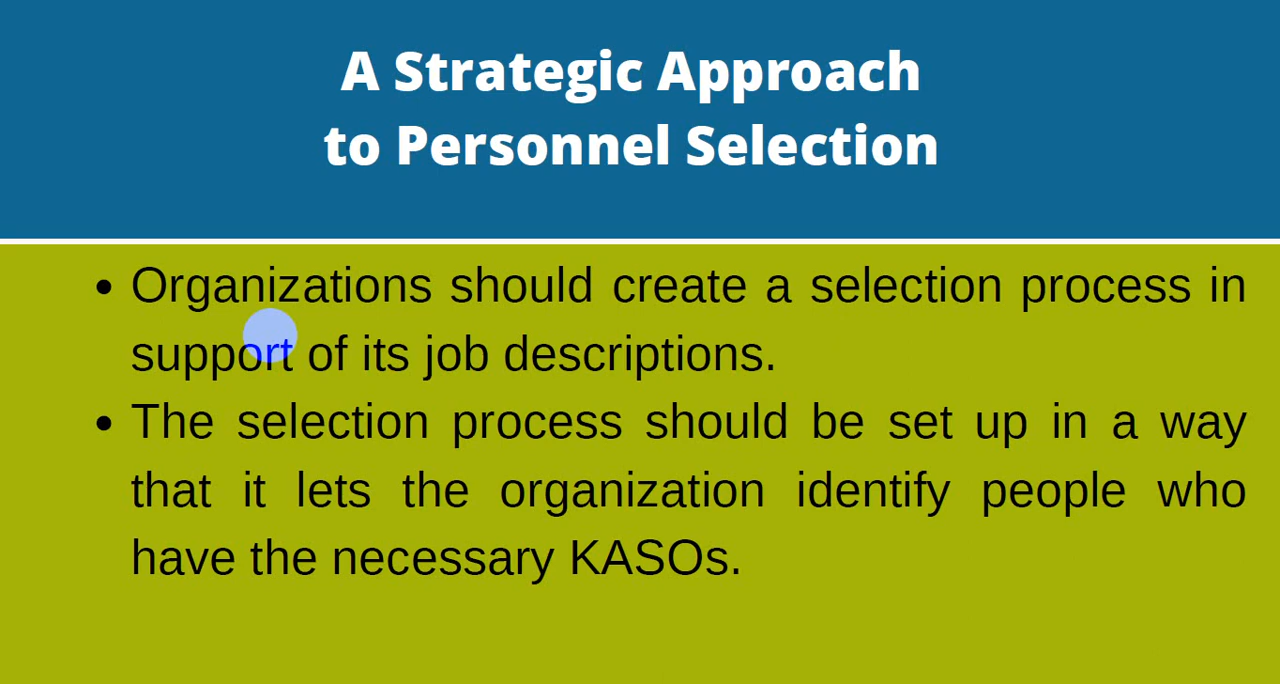 A Strategic Approach
to Personnel Selection
• Organizations should create a selection process in
support of its job descriptions.
• The selection process should be set up in a way
that it lets the organization identify people who
have the necessary KASOs.